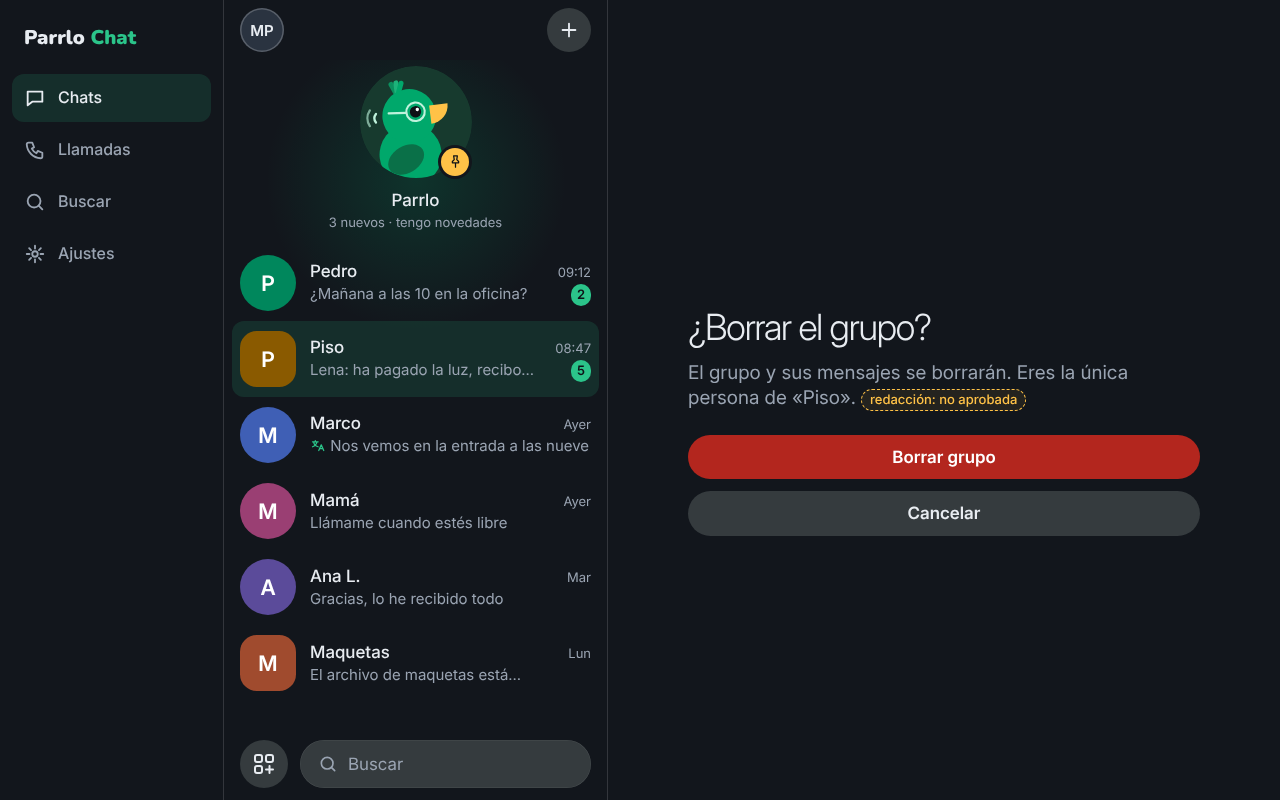 Parrlo Chat
Chats
Llamadas
Buscar
Ajustes
MP
Parrlo
3 nuevos · tengo novedades
P
Pedro
09:12
¿Mañana a las 10 en la oficina?
2
P
Piso
08:47
Lena: ha pagado la luz, recibo...
5
M
Marco
Ayer
Nos vemos en la entrada a las nueve
M
Mamá
Ayer
Llámame cuando estés libre
A
Ana L.
Mar
Gracias, lo he recibido todo
M
Maquetas
Lun
El archivo de maquetas está...
Buscar
¿Borrar el grupo?
El grupo y sus mensajes se borrarán. Eres la única
persona de «Piso». redacción: no aprobada
Borrar grupo
Cancelar